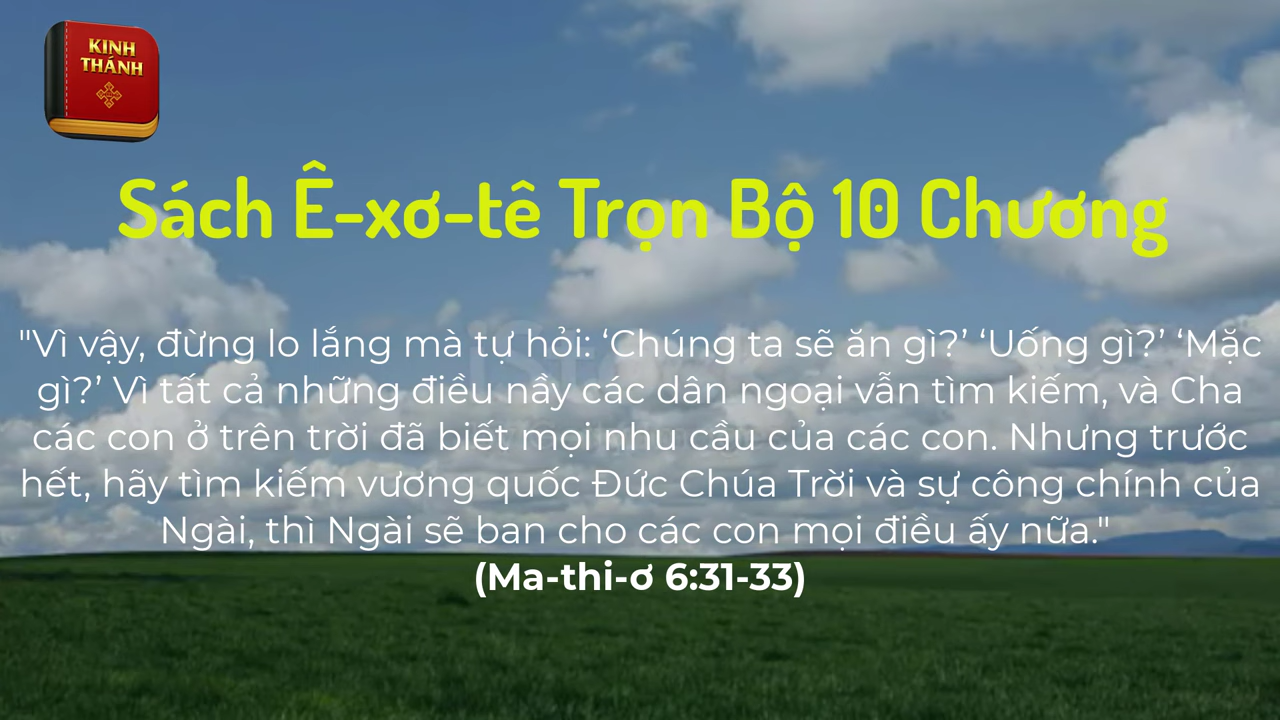 KINH
THÁNH
Sách Ê-xơ-tê Trọn Bộ 10 Chương
"Vì vậy, đừng lo lắng mà tự hỏi: ‘Chúng ta sẽ ăn gì?’ ‘Uống gì?’ ‘Mặc
gì?’ Vì tất cả những điều nầy các dân ngoại vẫn tìm kiếm, và Cha
các con ở trên trời đã biết mọi nhu cầu của các con. Nhưng trước
hết, hãy tìm kiếm vương quốc Đức Chúa Trời và sự công chính của
Ngài, thì Ngài sẽ ban cho các con mọi điều ấy nữa."
(Ma-thi-ơ 6:31-33)